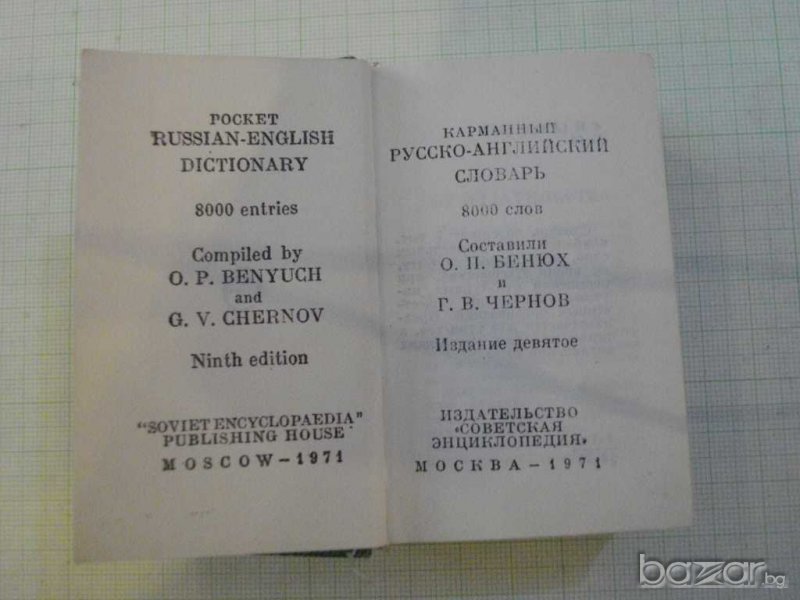 POCKET
RUSSIAN-ENGLISH
DICTIONARY
8000 entries
Compiled by
O. P. BENYUCH
and
G. V. CHERNOV
Ninth edition
"SOVIET ENCYCLOPAEDIA"
PUBLISHING HOUSE
MOSCOW — 1971
КАРМАННЫЙ
РУССКО-АНГЛИЙСКИЙ
СЛОВАРЬ
8000 слов
Составили
О. П. БЕНЮХ
и
Г. В. ЧЕРНОВ
Издание девятое
ИЗДАТЕЛЬСТВО
«СОВЕТСКАЯ
ЭНЦИКЛОПЕДИЯ»
МОСКВА — 1971
bazar.bg